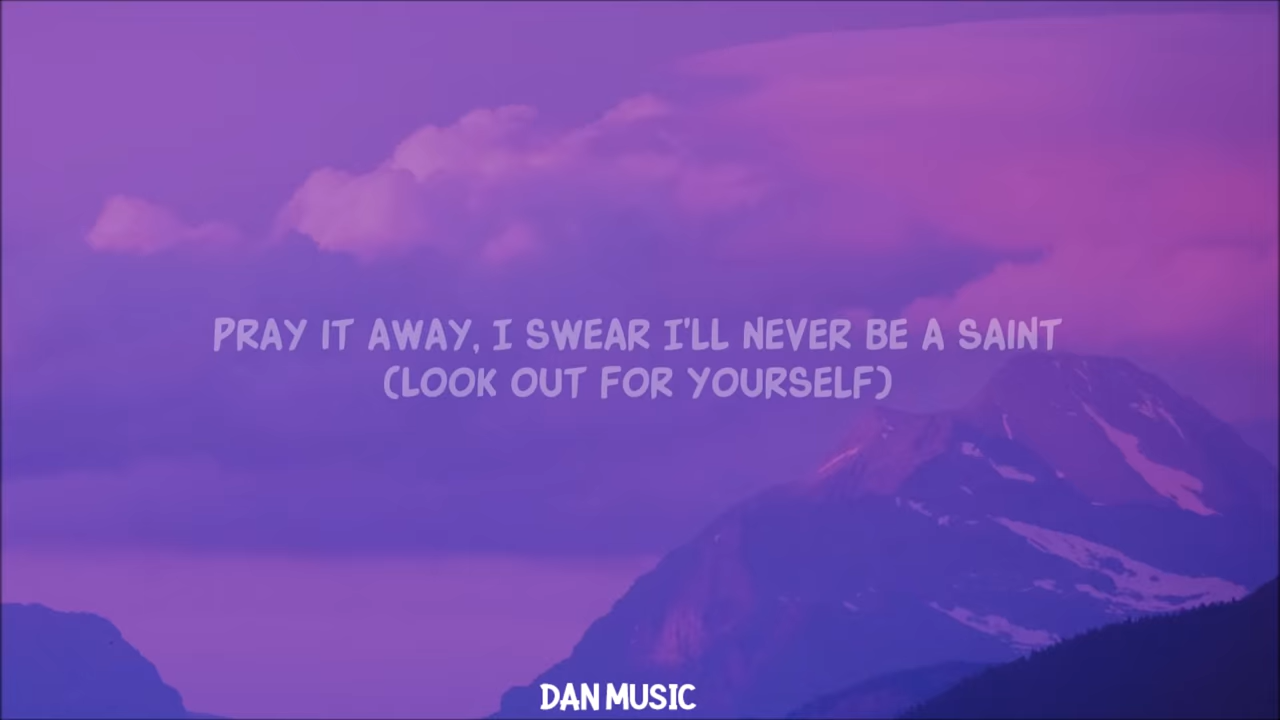 PRAY IT AWAY, I SWEAR I'LL NEVER BE A SAINT
(LOOK OUT FOR YOURSELF)
DAN MUSIC